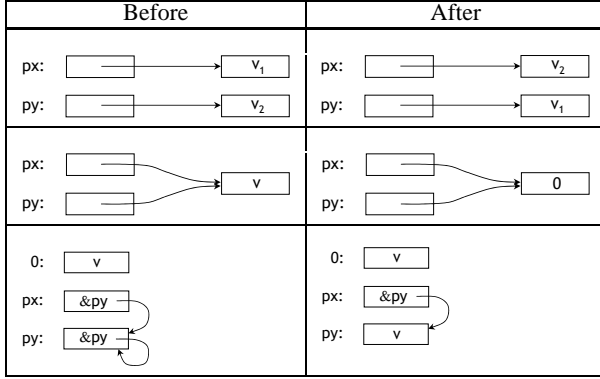 Before After
px: v1 px: v2
py: v2 py: v1
px: px:
v 0
py: py:
0: v 0: v
px: &py px: &py
py: &py py: v